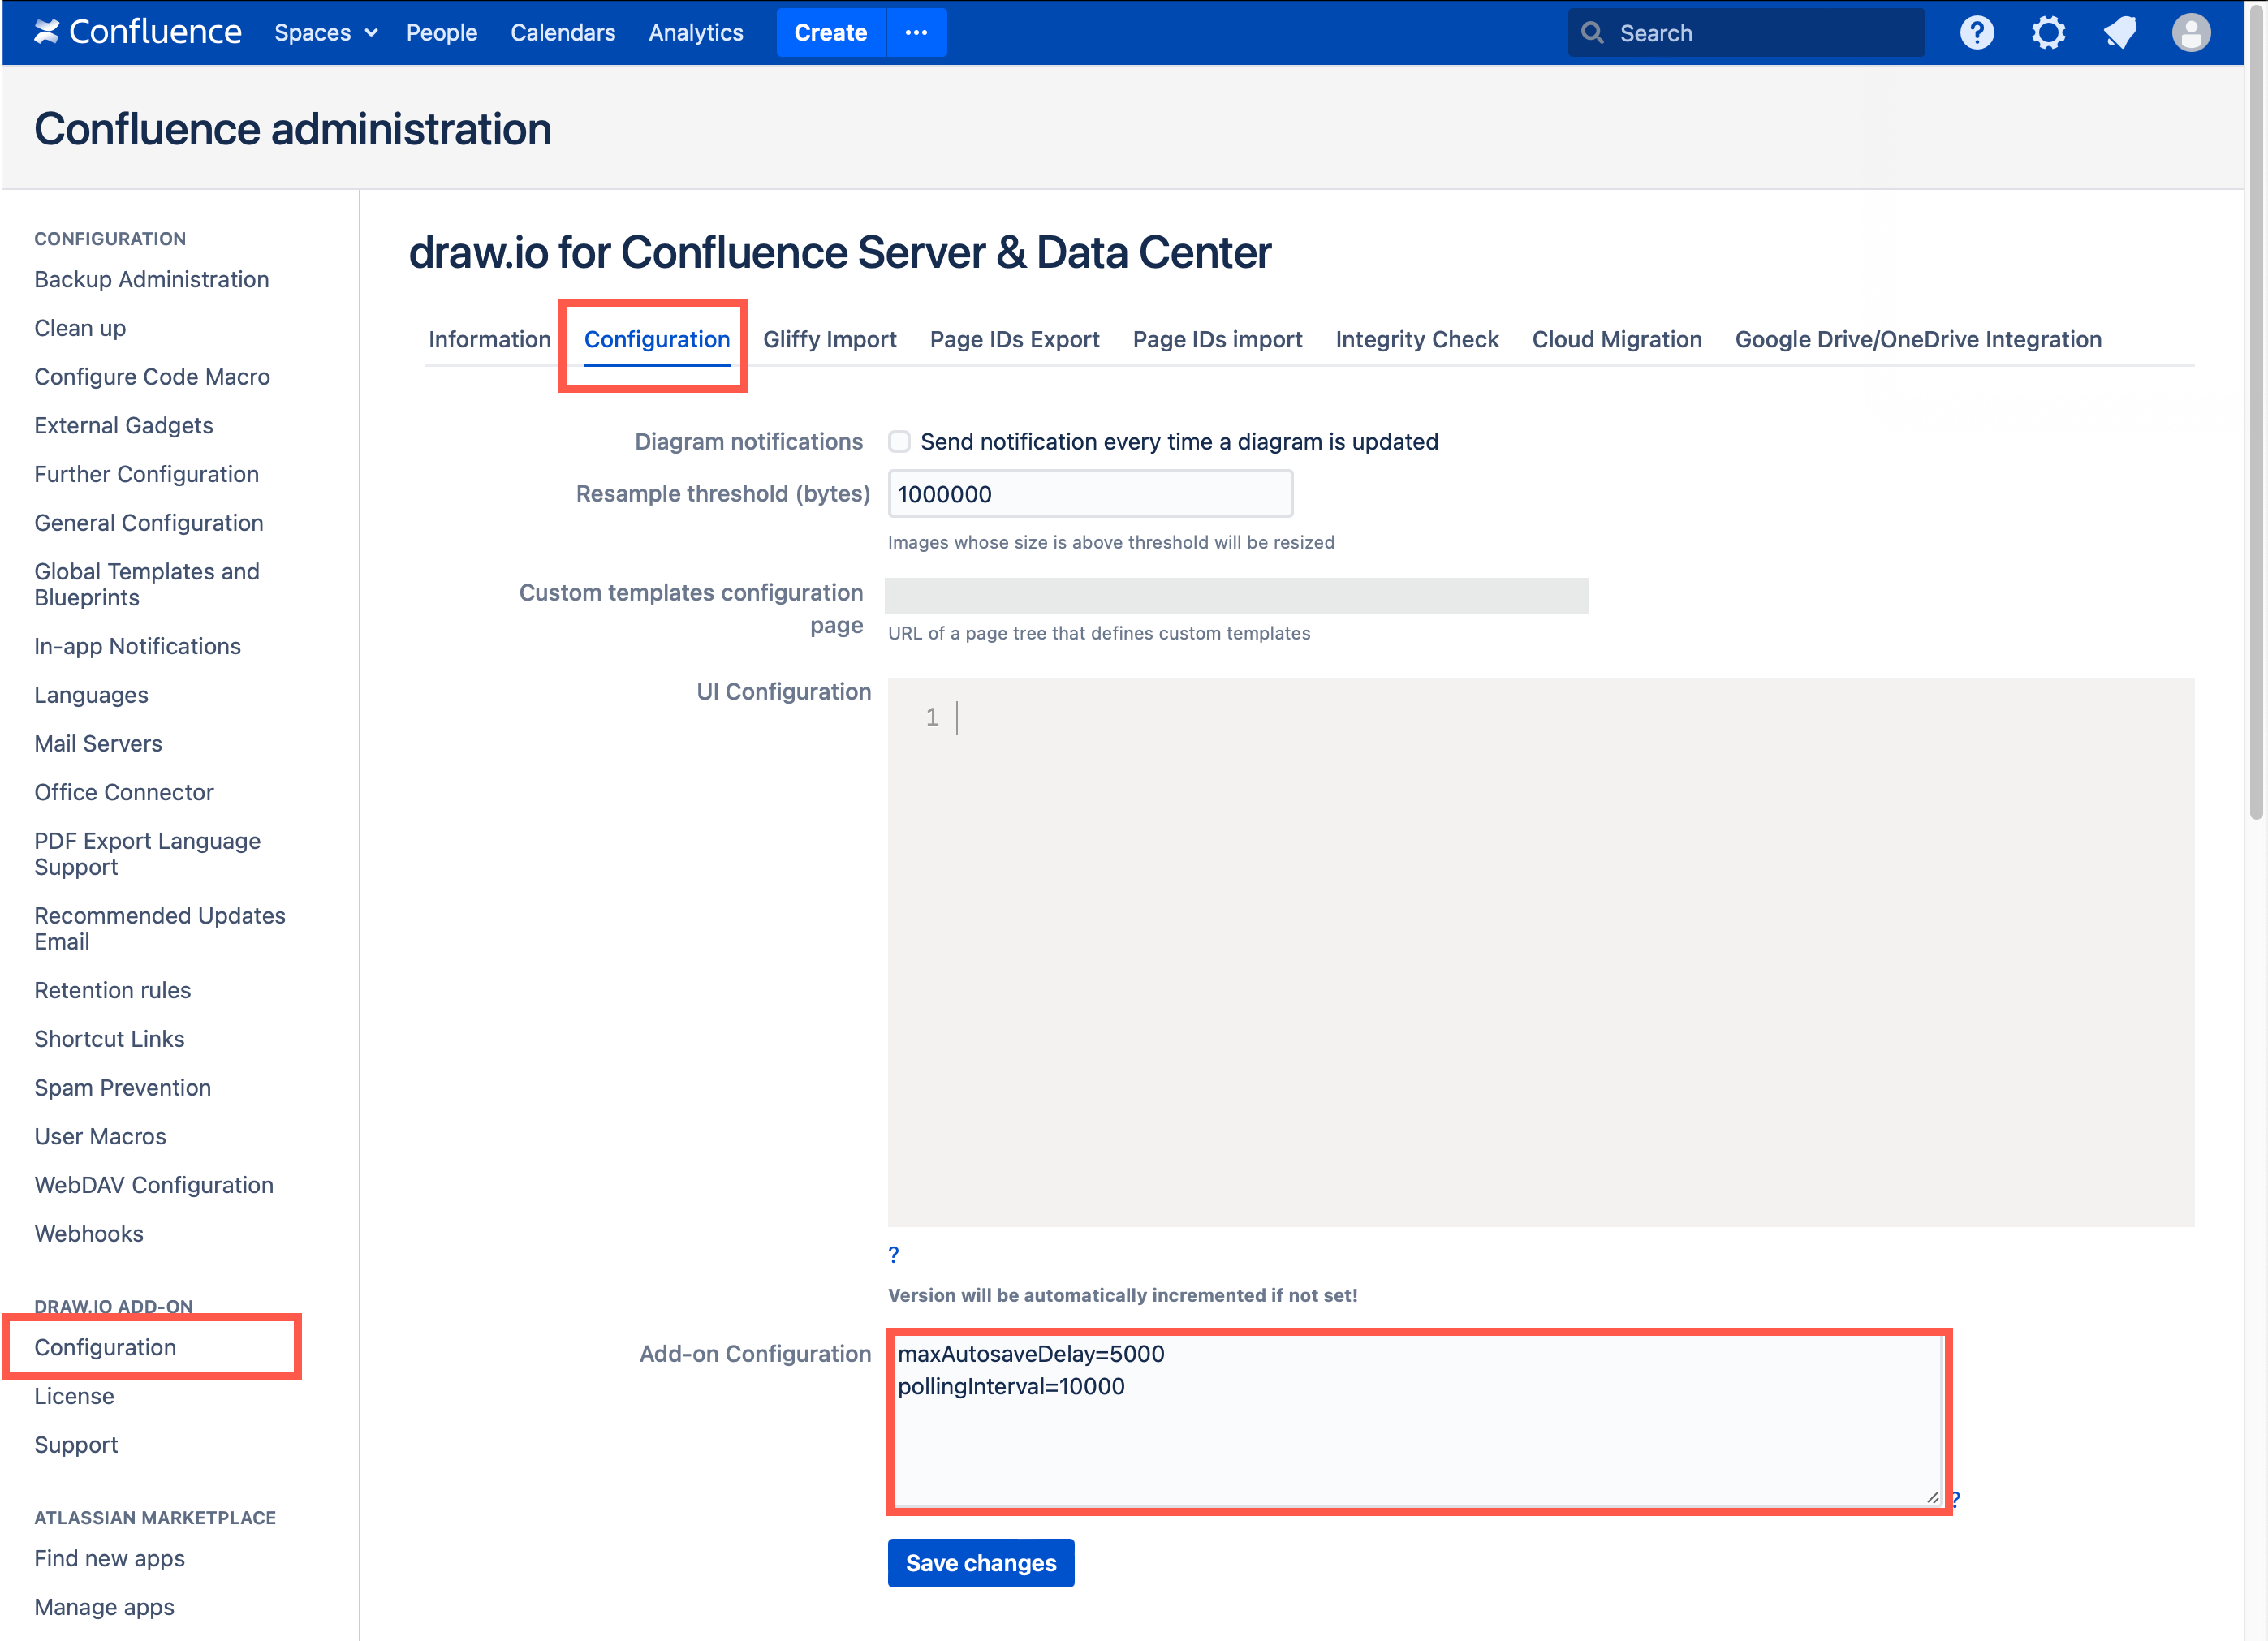 Confluence Spaces People Calendars Analytics Create ··· Search
Confluence administration
CONFIGURATION
Backup Administration
Clean up
Configure Code Macro
External Gadgets
Further Configuration
General Configuration
Global Templates and
Blueprints
In-app Notifications
Languages
Mail Servers
Office Connector
PDF Export Language
Support
Recommended Updates
Email
Retention rules
Shortcut Links
Spam Prevention
User Macros
WebDAV Configuration
Webhooks
DRAW.IO ADD-ON
Configuration
License
Support
ATLASSIAN MARKETPLACE
Find new apps
Manage apps
draw.io for Confluence Server & Data Center
Information Configuration Gliffy Import Page IDs Export Page IDs import Integrity Check Cloud Migration Google Drive/OneDrive Integration
Diagram notifications Send notification every time a diagram is updated
Resample threshold (bytes) 1000000
Images whose size is above threshold will be resized
Custom templates configuration
page
URL of a page tree that defines custom templates
UI Configuration
1
?
Version will be automatically incremented if not set!
Add-on Configuration
maxAutosaveDelay=5000
pollingInterval=10000
?
Save changes